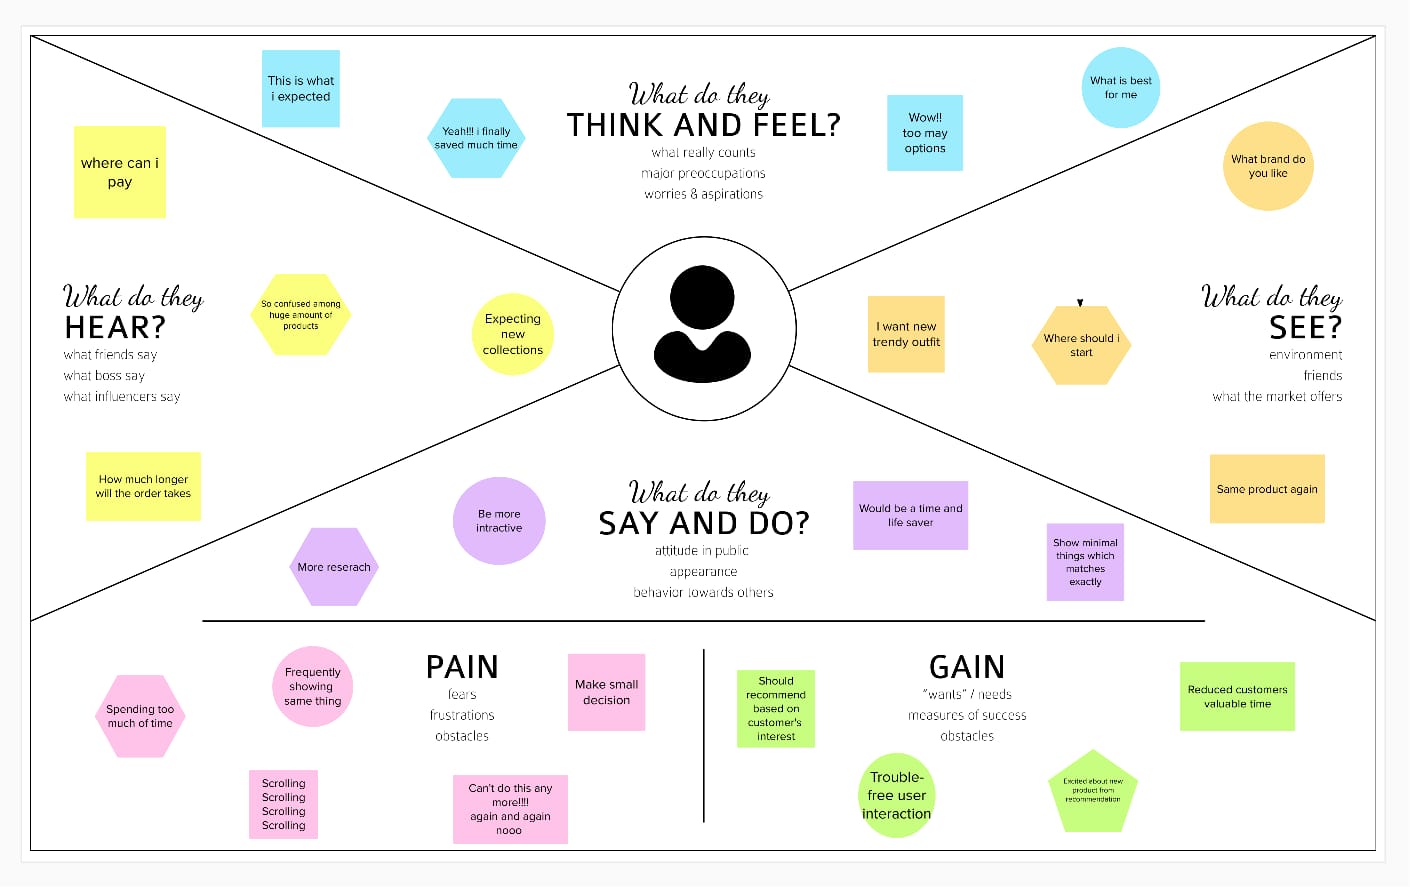 What do they
THINK AND FEEL?
what really counts
major preoccupations
worries & aspirations
This is what
i expected
Yeah!!! i finally
saved much time
Wow!!
too may
options
What is best
for me
What do they
HEAR?
what friends say
what boss say
what influencers say
where can i
pay
So confused among
huge amount of
products
Expecting
new
collections
How much longer
will the order takes
What do they
SEE?
environment
friends
what the market offers
What brand do
you like
I want new
trendy outfit
Where should i
start
Same product again
What do they
SAY AND DO?
attitude in public
appearance
behavior towards others
More reserach
Be more
intractive
Would be a time and
life saver
Show minimal
things which
matches
exactly
PAIN
fears
frustrations
obstacles
Spending too
much of time
Frequently
showing
same thing
Make small
decision
Scrolling
Scrolling
Scrolling
Scrolling
Can't do this any
more!!!!
again and again
nooo
GAIN
"wants" / needs
measures of success
obstacles
Should
recommend
based on
customer's
interest
Trouble-
free user
interaction
Excited about new
product from
recommendation
Reduced customers
valuable time